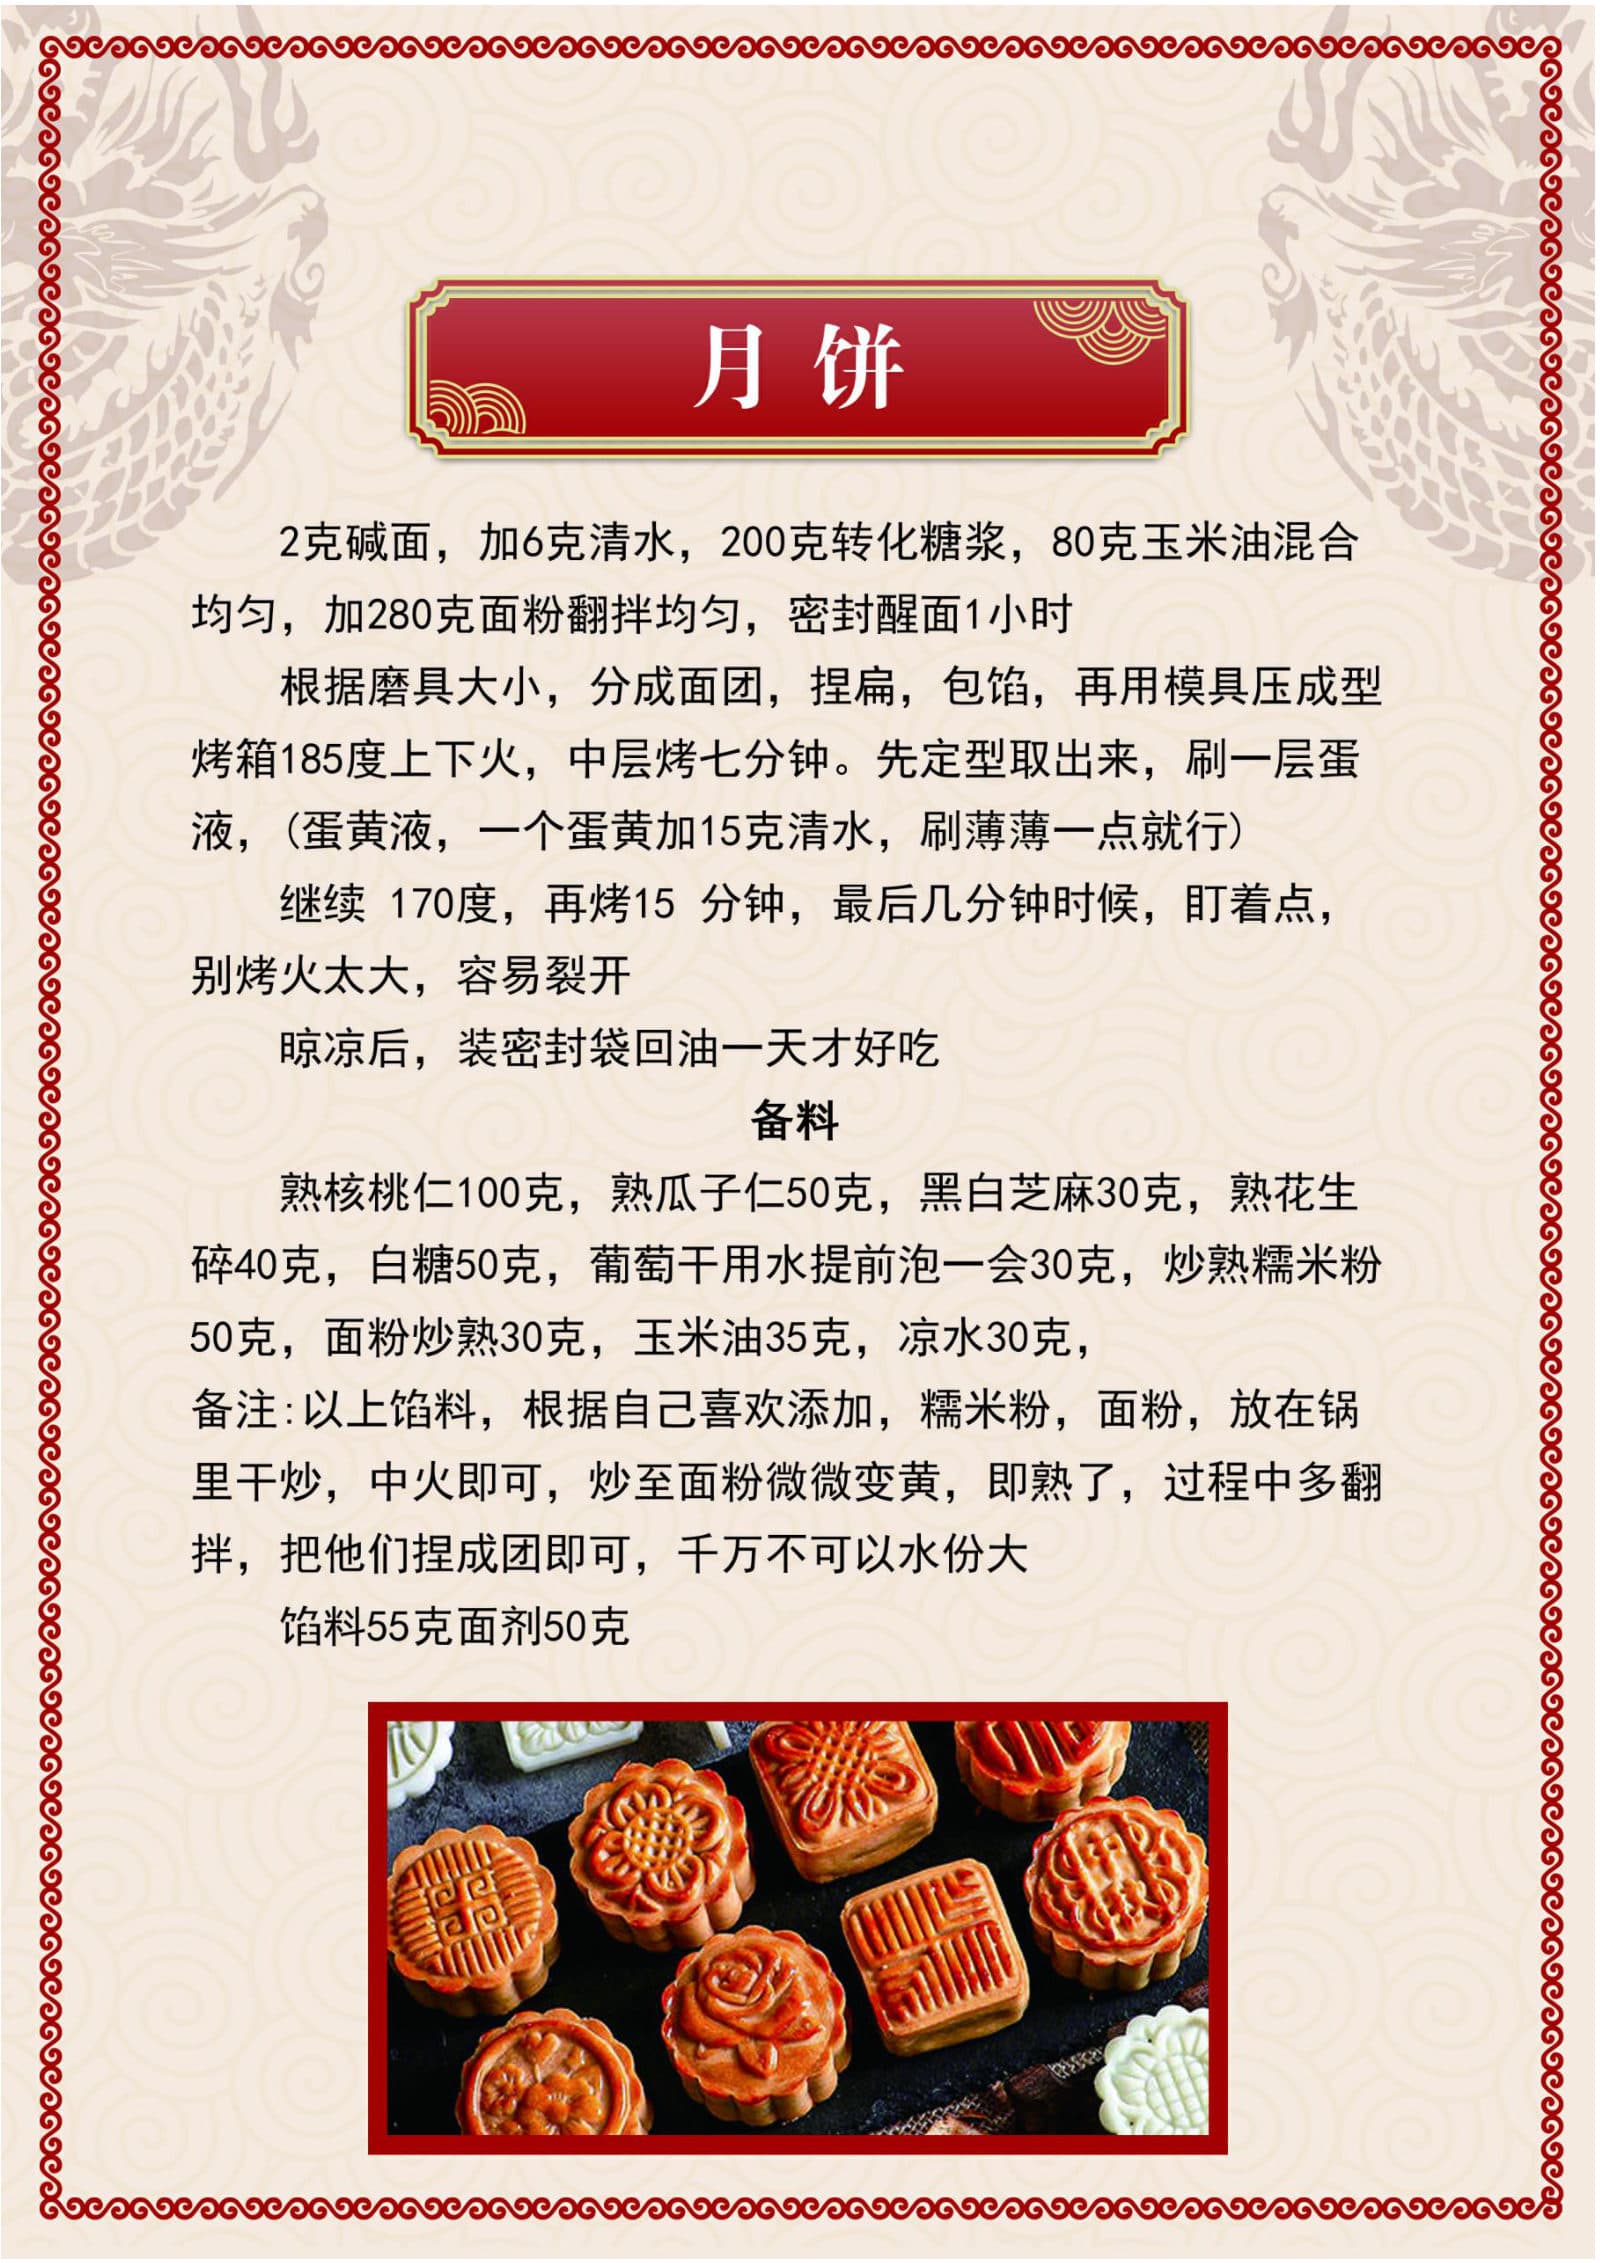 月饼
2克碱面，加6克清水，200克转化糖浆，80克玉米油混合
均匀，加280克面粉翻拌均匀，密封醒面1小时
根据磨具大小，分成面团，捏扁，包馅，再用模具压成型
烤箱185度上下火，中层烤七分钟。先定型取出来，刷一层蛋
液，(蛋黄液，一个蛋黄加15克清水，刷薄薄一点就行)
继续 170度，再烤15 分钟，最后几分钟时候，盯着点，
别烤火太大，容易裂开
晾凉后，装密封袋回油一天才好吃
备料
熟核桃仁100克，熟瓜子仁50克，黑白芝麻30克，熟花生
碎40克，白糖50克，葡萄干用水提前泡一会30克，炒熟糯米粉
50克，面粉炒熟30克，玉米油35克，凉水30克，
备注:以上馅料，根据自己喜欢添加，糯米粉，面粉，放在锅
里干炒，中火即可，炒至面粉微微变黄，即熟了，过程中多翻
拌，把他们捏成团即可，千万不可以水份大
馅料55克面剂50克